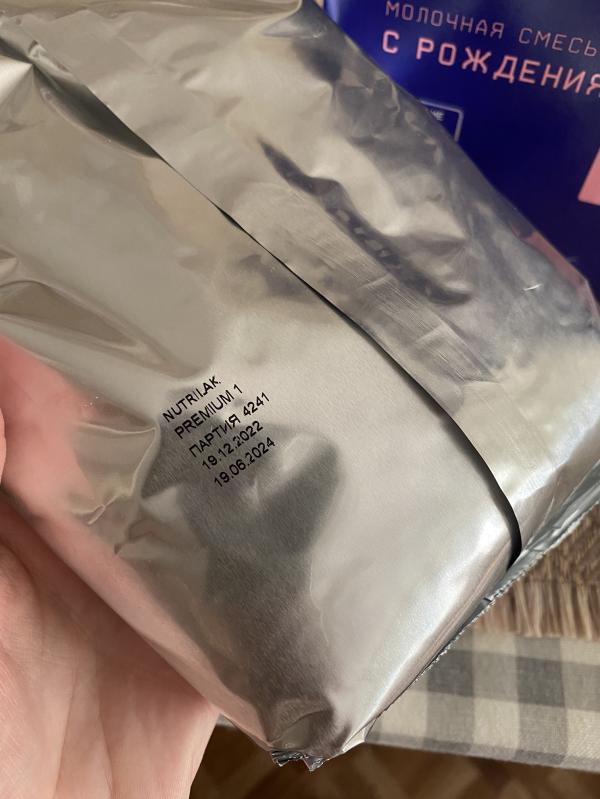 МОЛОЧНАЯ СМЕСЬ
С РОЖДЕНИЯ
NUTRILAK
PREMIUM 1
ПАРТИЯ 4241
19.12.2022
19.06.2024